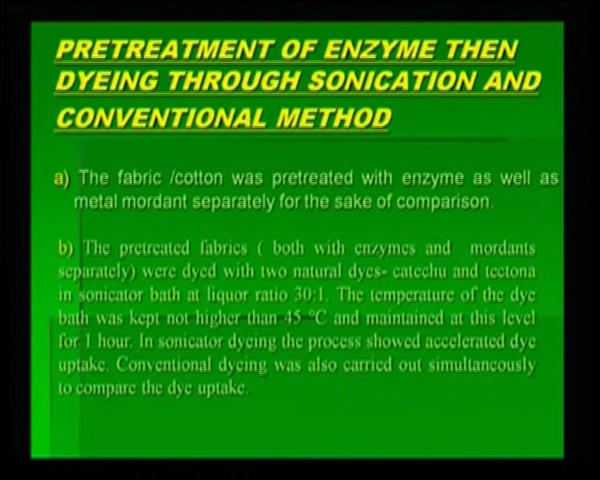 PRETREATMENT OF ENZYME THEN
DYEING THROUGH SONICATION AND
CONVENTIONAL METHOD
a) The fabric /cotton was pretreated with enzyme as well as
metal mordant separately for the sake of comparison.
b) The pretreated fabrics ( both with enzymes and mordants
separately) were dyed with two natural dyes- catechu and tectona
in sonicator bath at liquor ratio 30:1. The temperature of the dye
bath was kept not higher than 45 °C and maintained at this level
for 1 hour. In sonicator dyeing the process showed accelerated dye
uptake. Conventional dyeing was also carried out simultaneously
to compare the dye uptake.